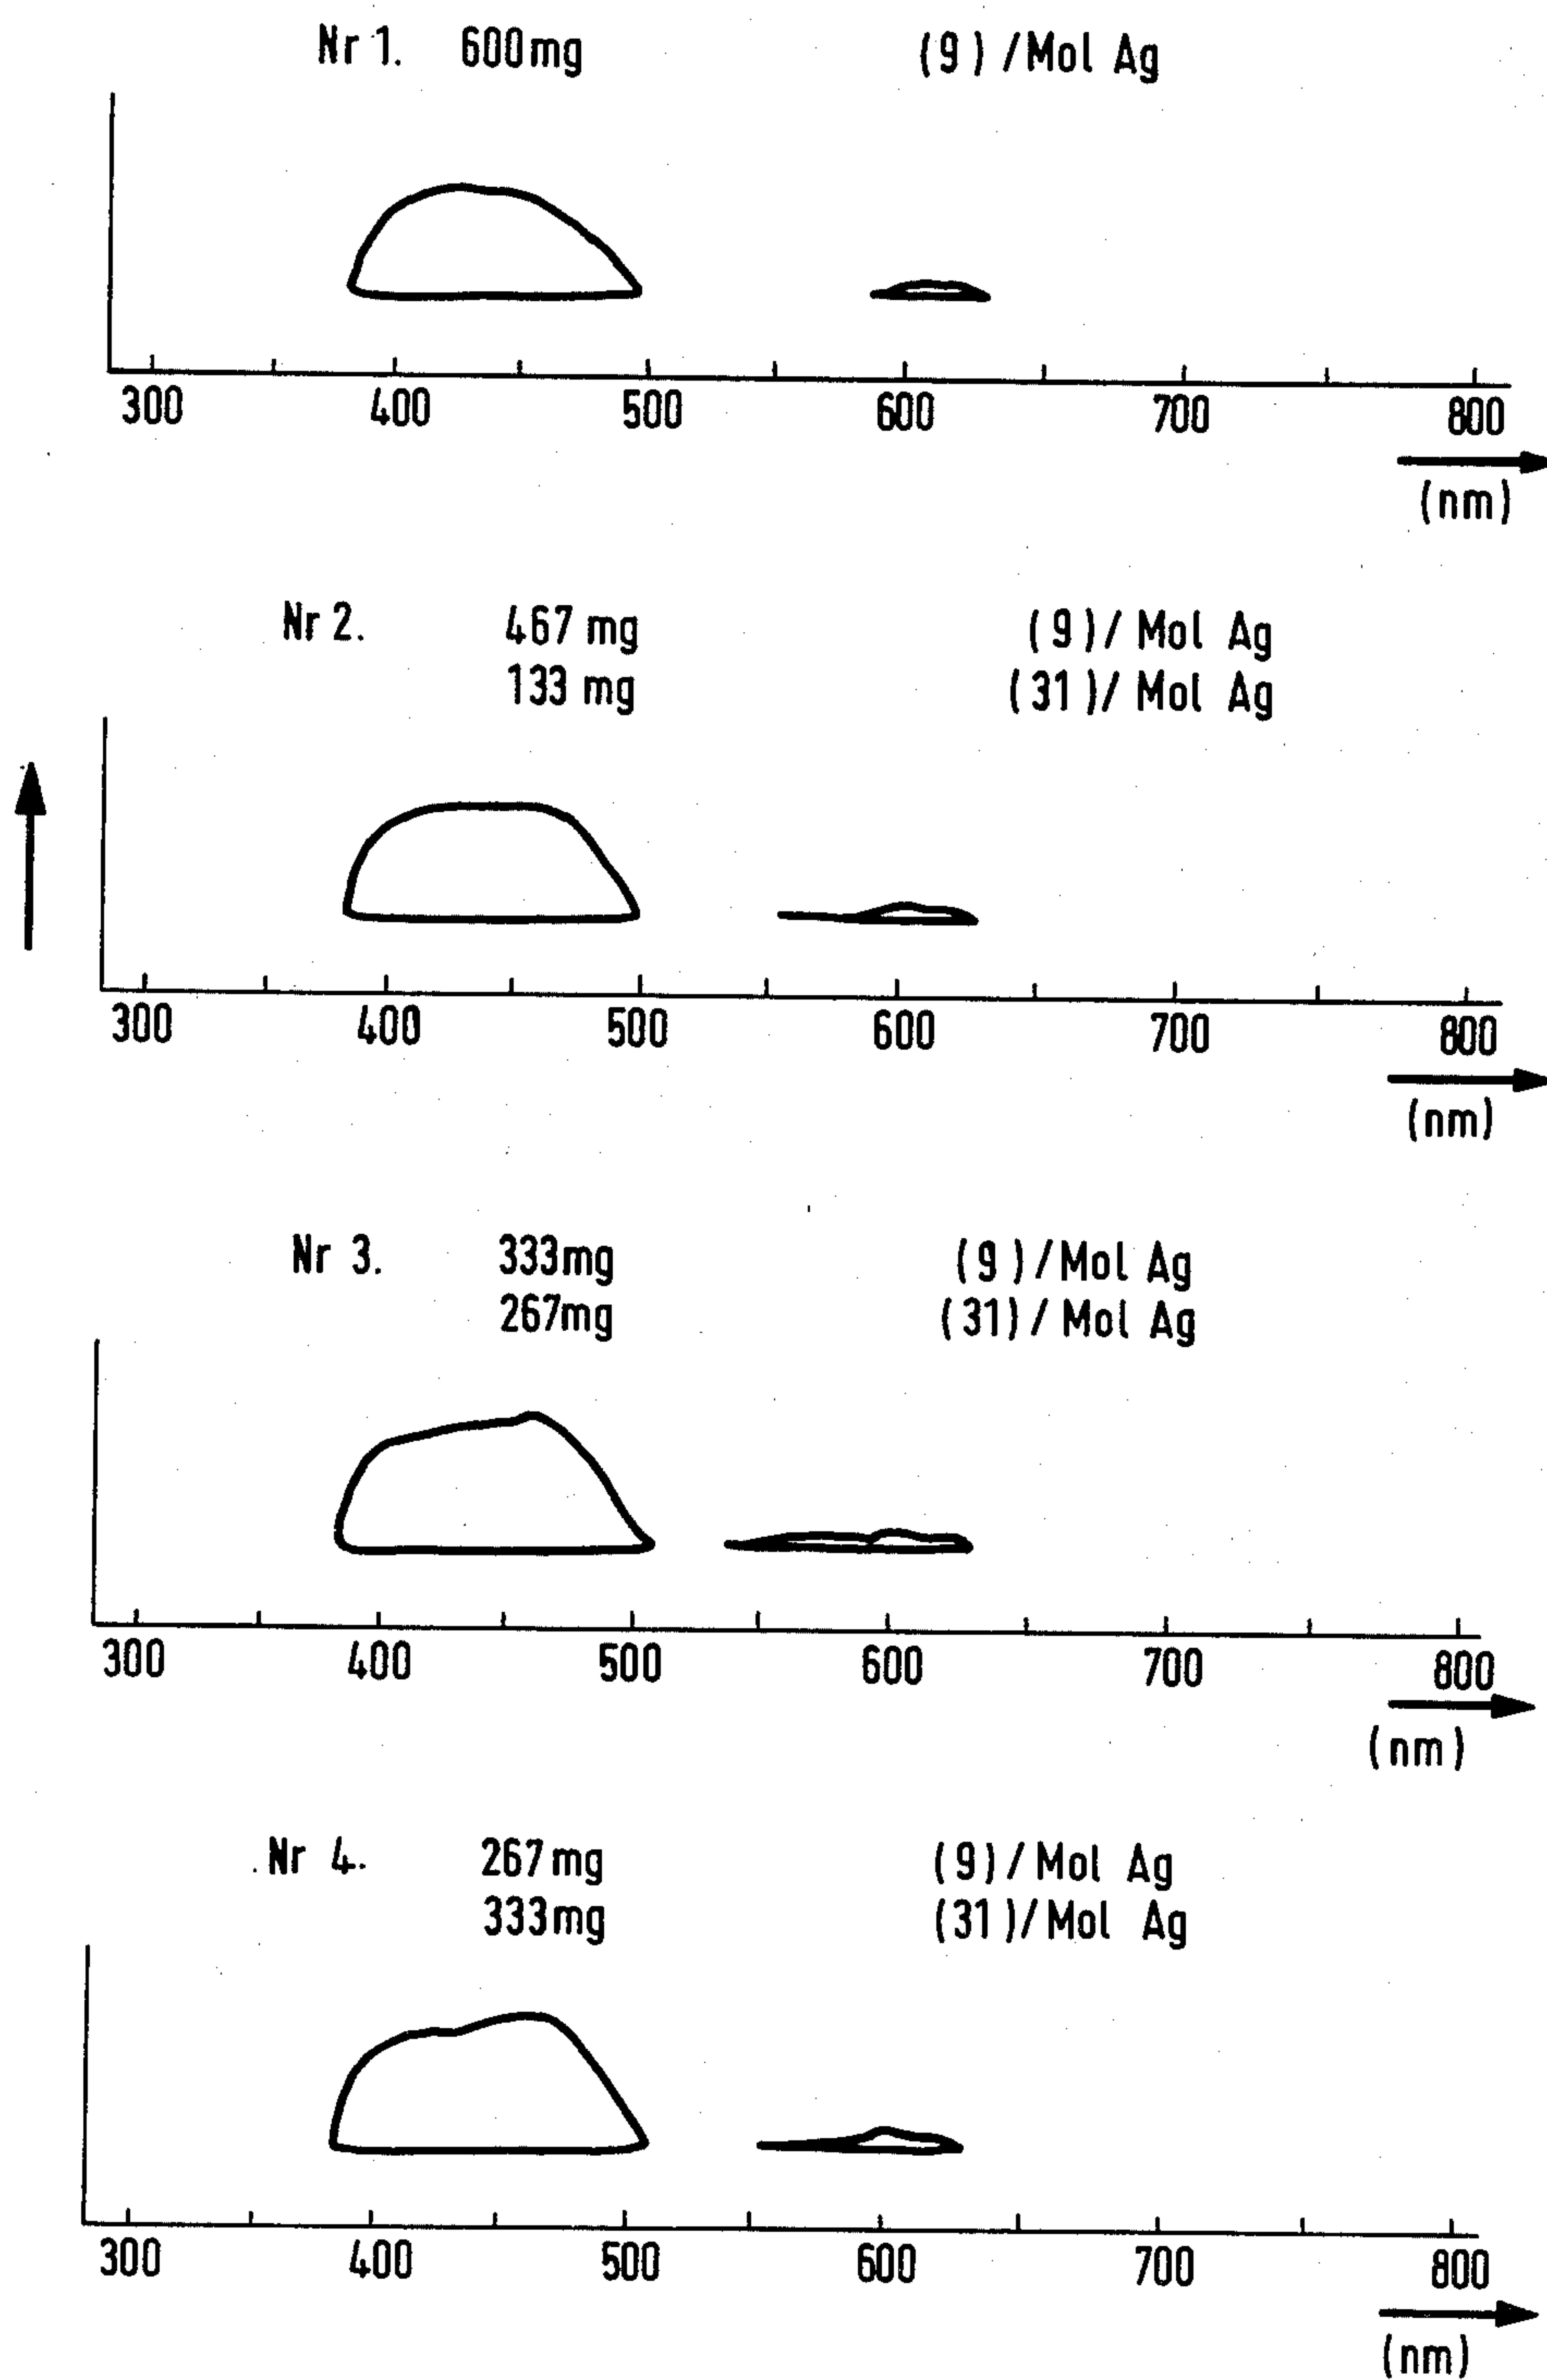 Nr 1. 600mg (9) /Mol Ag
300 400 500 600 700 800
(nm)
Nr 2. 467 mg (9)/ Mol Ag
133 mg (31)/ Mol Ag
300 400 500 600 700 800
(nm)
Nr 3. 333mg (9)/Mol Ag
267mg (31)/ Mol Ag
300 400 500 600 700 800
(nm)
Nr 4. 267mg (9)/Mol Ag
333mg (31)/Mol Ag
300 400 500 600 700 800
(nm)